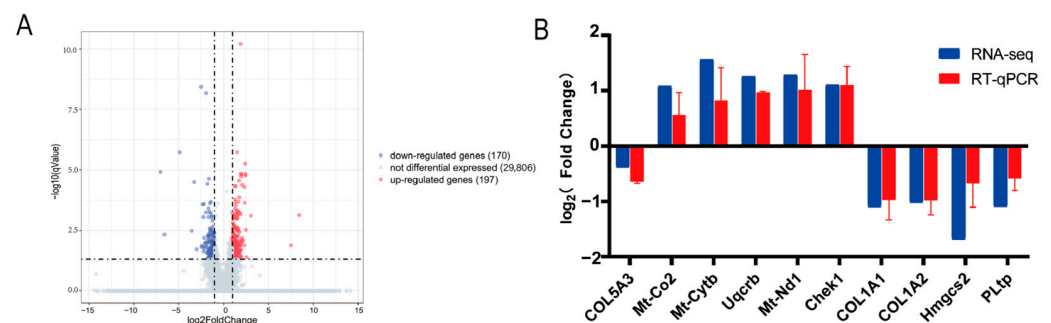 A
10.0
7.5
5.0
2.5
0.0
-log10(qValue)
-15
-10
-5
0
5
10
15
log2FoldChange
down-regulated genes (170)
not differential expressed (29,806)
up-regulated genes (197)
B
RNA-seq
RT-qPCR
log2( Fold Change)
2
1
0
-1
-2
COL5A3
Mt-Co2
Mt-Cytb
Uqcrb
Mt-Nd1
Chek1
COL1A1
COL1A2
Hmgcs2
PLtp